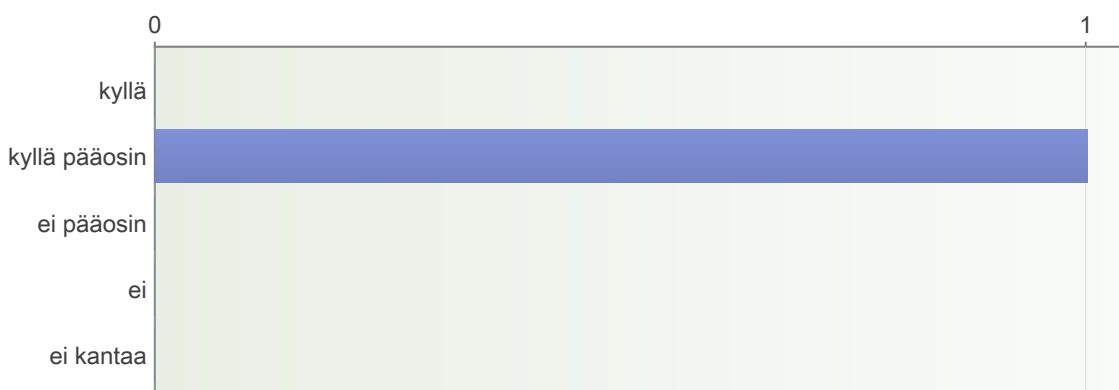 0 1
kyllä
kyllä pääosin
ei pääosin
ei
ei kantaa